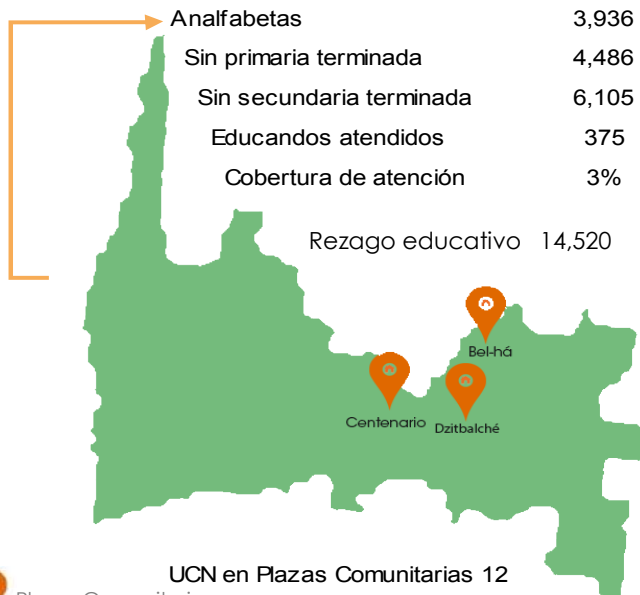 Analfabetas 3,936
Sin primaria terminada 4,486
Sin secundaria terminada 6,105
Educandos atendidos 375
Cobertura de atención 3%
Rezago educativo 14,520
Bel-há
Centenario
Dzitbalché
UCN en Plazas Comunitarias 12